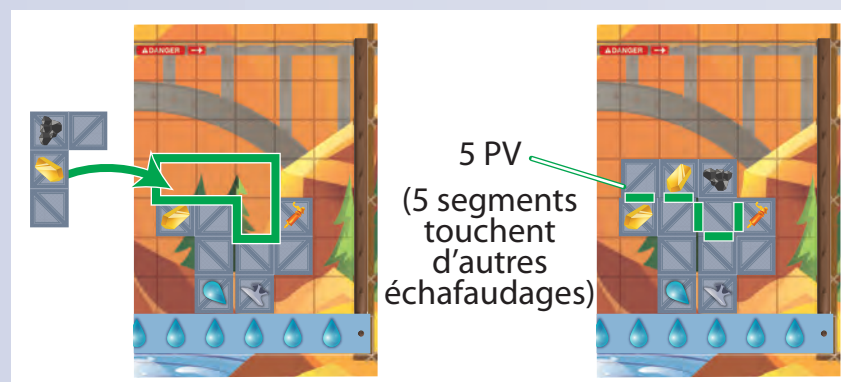 DANGER
DANGER
5 PV
(5 segments
touchent
d'autres
échafaudages)